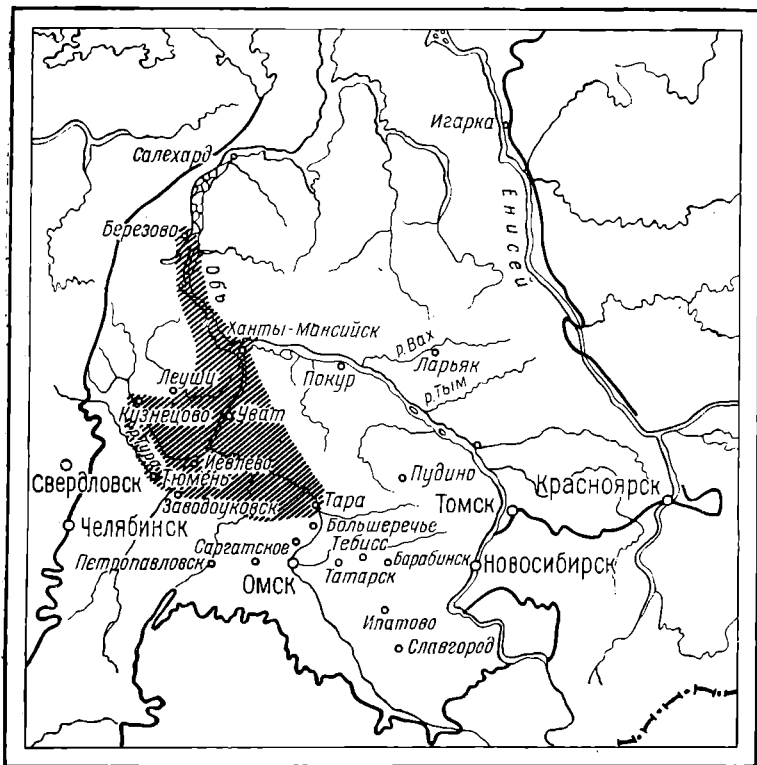 Игарка
Салехард
Енисей
Березово
Обь
Ханты-Мансийск
р. Вах
Ларьяк
Покур
р. Тым
Леуши
Кузнецово
Уват
р. Тура
Иевлево
Свердловск
Тюмень
Пудино
Заводоуковск
Тара
Томск
Красноярск
Челябинск
Большеречье
Саргатское
Тебисс
Петропавловск
Омск
Татарск
Барабинск
Новосибирск
Ипатово
Славгород